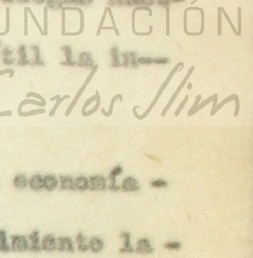 UNDACIÓN
til la in--
Carlos Slim
economía -
imiento la -